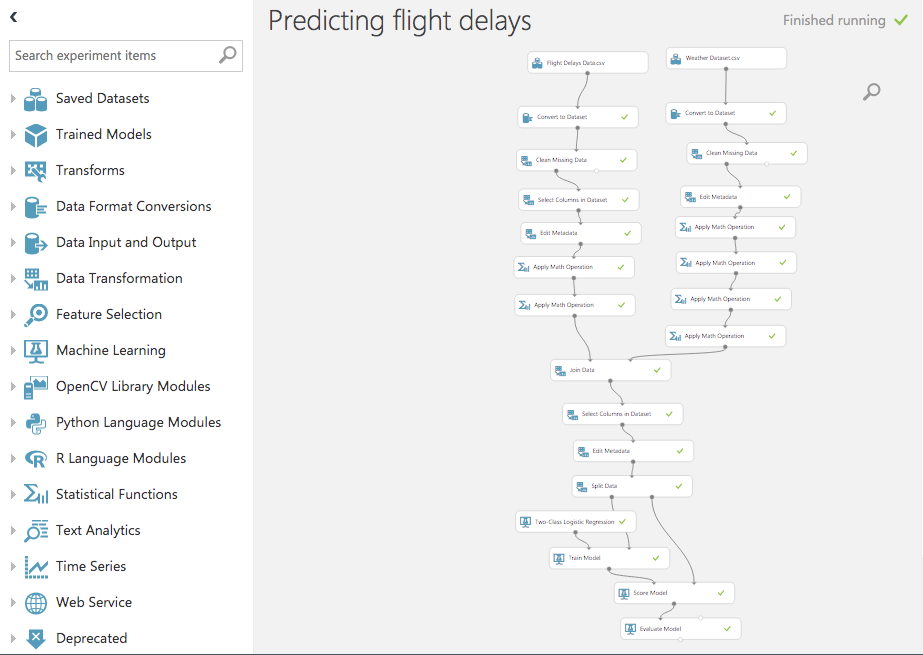 Predicting flight delays
Finished running
Search experiment items
Saved Datasets
Trained Models
Transforms
Data Format Conversions
Data Input and Output
Data Transformation
Feature Selection
Machine Learning
OpenCV Library Modules
Python Language Modules
R Language Modules
Statistical Functions
Text Analytics
Time Series
Web Service
Deprecated
Flight Delays Data.csv
Weather Dataset.csv
Convert to Dataset
Convert to Dataset
Clean Missing Data
Clean Missing Data
Select Columns in Dataset
Edit Metadata
Edit Metadata
Apply Math Operation
Apply Math Operation
Apply Math Operation
Apply Math Operation
Apply Math Operation
Apply Math Operation
Join Data
Select Columns in Dataset
Edit Metadata
Split Data
Two-Class Logistic Regression
Train Model
Score Model
Evaluate Model